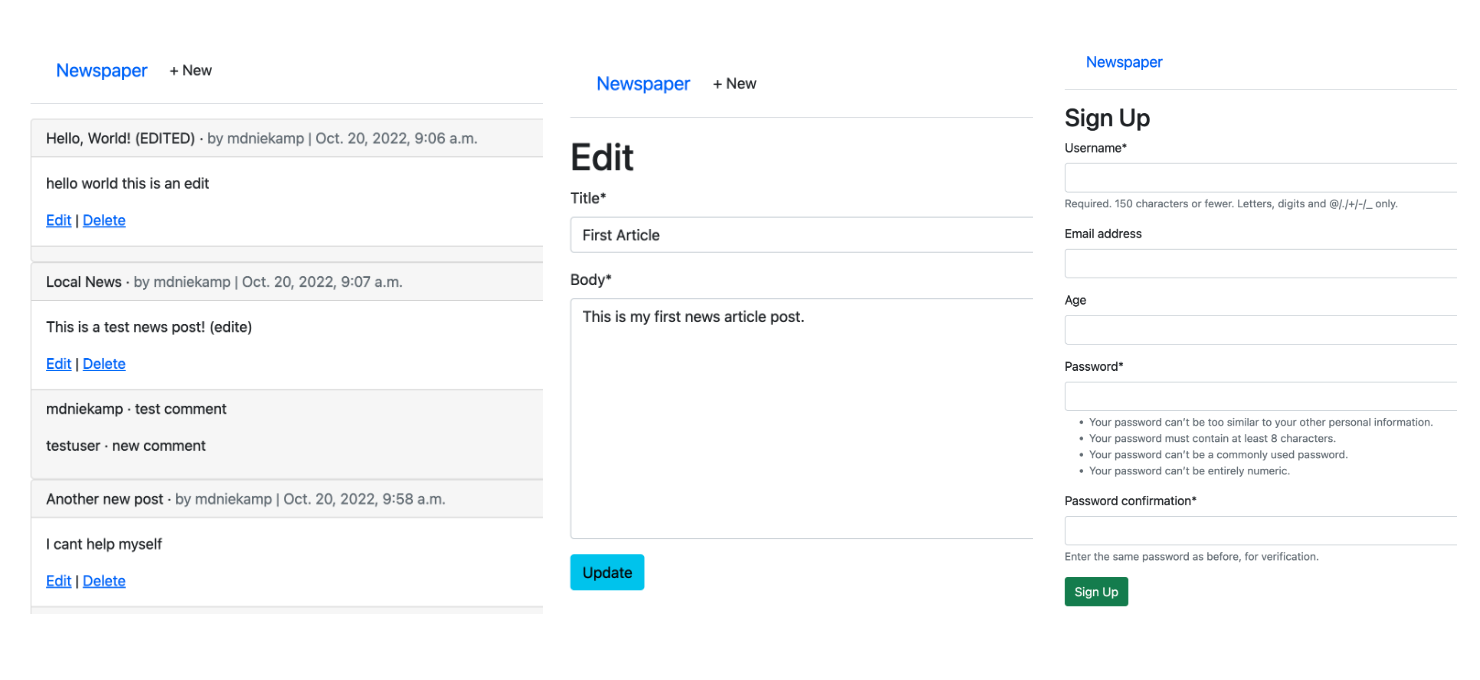 Newspaper + New
Hello, World! (EDITED) · by mdniekamp | Oct. 20, 2022, 9:06 a.m.
hello world this is an edit
Edit | Delete
Local News · by mdniekamp | Oct. 20, 2022, 9:07 a.m.
This is a test news post! (edite)
Edit | Delete
mdniekamp · test comment
testuser · new comment
Another new post · by mdniekamp | Oct. 20, 2022, 9:58 a.m.
I cant help myself
Edit | Delete
Newspaper + New
Edit
Title*
First Article
Body*
This is my first news article post.
Update
Newspaper
Sign Up
Username*
Required. 150 characters or fewer. Letters, digits and @/./+/-/_ only.
Email address
Age
Password*
• Your password can’t be too similar to your other personal information.
• Your password must contain at least 8 characters.
• Your password can’t be a commonly used password.
• Your password can’t be entirely numeric.
Password confirmation*
Enter the same password as before, for verification.
Sign Up